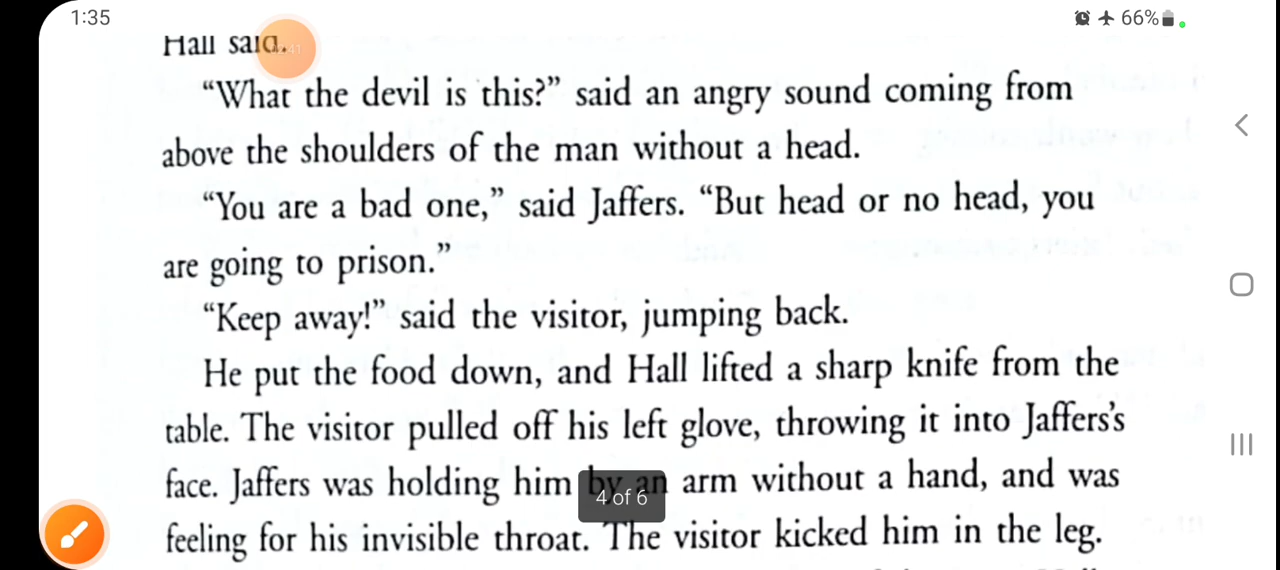 1:35
66%
Hall said.
“What the devil is this?” said an angry sound coming from
above the shoulders of the man without a head.
“You are a bad one,” said Jaffers. “But head or no head, you
are going to prison.”
“Keep away!” said the visitor, jumping back.
He put the food down, and Hall lifted a sharp knife from the
table. The visitor pulled off his left glove, throwing it into Jaffers’s
face. Jaffers was holding him by an arm without a hand, and was
4 of 6
feeling for his invisible throat. The visitor kicked him in the leg.